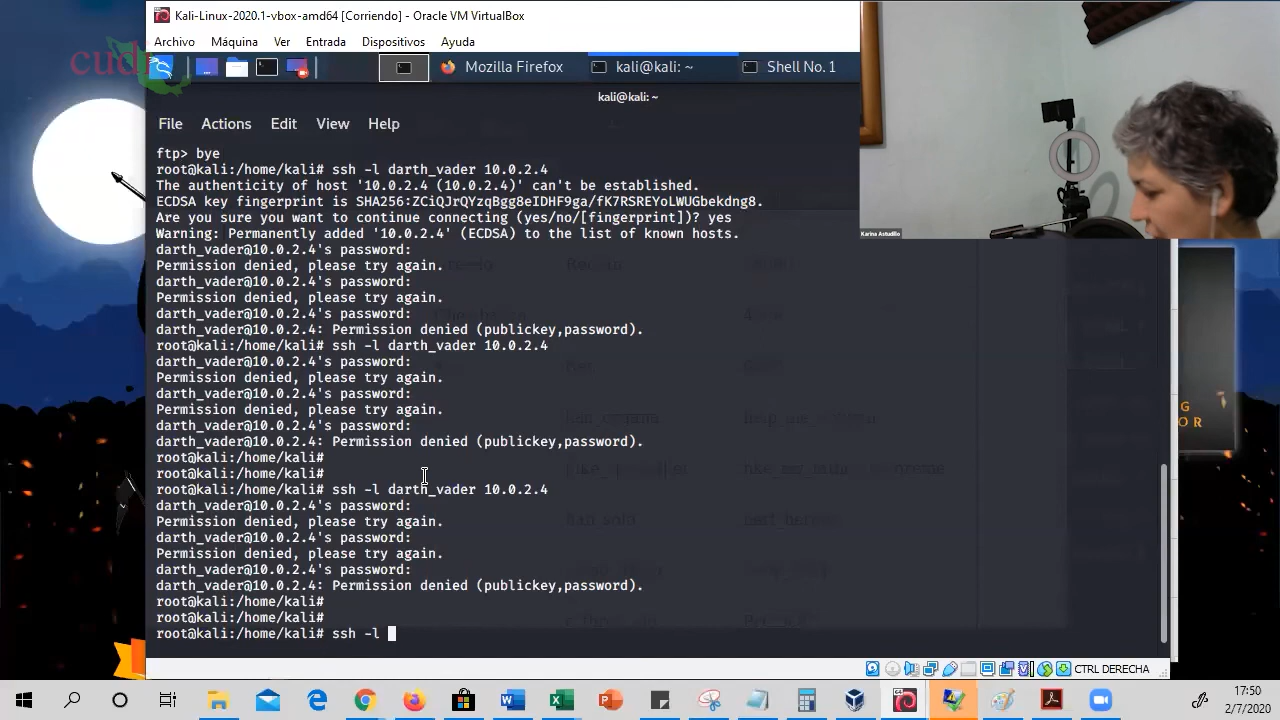 Kali-Linux-2020.1-vbox-amd64 [Corriendo] - Oracle VM VirtualBox
Archivo Máquina Ver Entrada Dispositivos Ayuda
Mozilla Firefox kali@kali: ~ Shell No. 1
kali@kali: ~
File Actions Edit View Help
ftp> bye
root@kali:/home/kali# ssh -l darth_vader 10.0.2.4
The authenticity of host '10.0.2.4 (10.0.2.4)' can't be established.
ECDSA key fingerprint is SHA256:ZCiQJrQYzqBgg8eIDHF9ga/fK7RSREYoLWUGbekdng8.
Are you sure you want to continue connecting (yes/no/[fingerprint])? yes
Warning: Permanently added '10.0.2.4' (ECDSA) to the list of known hosts.
darth_vader@10.0.2.4's password:
Permission denied, please try again.
darth_vader@10.0.2.4's password:
Permission denied, please try again.
darth_vader@10.0.2.4's password:
darth_vader@10.0.2.4: Permission denied (publickey,password).
root@kali:/home/kali# ssh -l darth_vader 10.0.2.4
darth_vader@10.0.2.4's password:
Permission denied, please try again.
darth_vader@10.0.2.4's password:
Permission denied, please try again.
darth_vader@10.0.2.4's password:
darth_vader@10.0.2.4: Permission denied (publickey,password).
root@kali:/home/kali#
root@kali:/home/kali#
root@kali:/home/kali# ssh -l darth_vader 10.0.2.4
darth_vader@10.0.2.4's password:
Permission denied, please try again.
darth_vader@10.0.2.4's password:
Permission denied, please try again.
darth_vader@10.0.2.4's password:
darth_vader@10.0.2.4: Permission denied (publickey,password).
root@kali:/home/kali#
root@kali:/home/kali#
root@kali:/home/kali# ssh -l
Karina Astudillo
CTRL DERECHA
17:50
2/7/2020